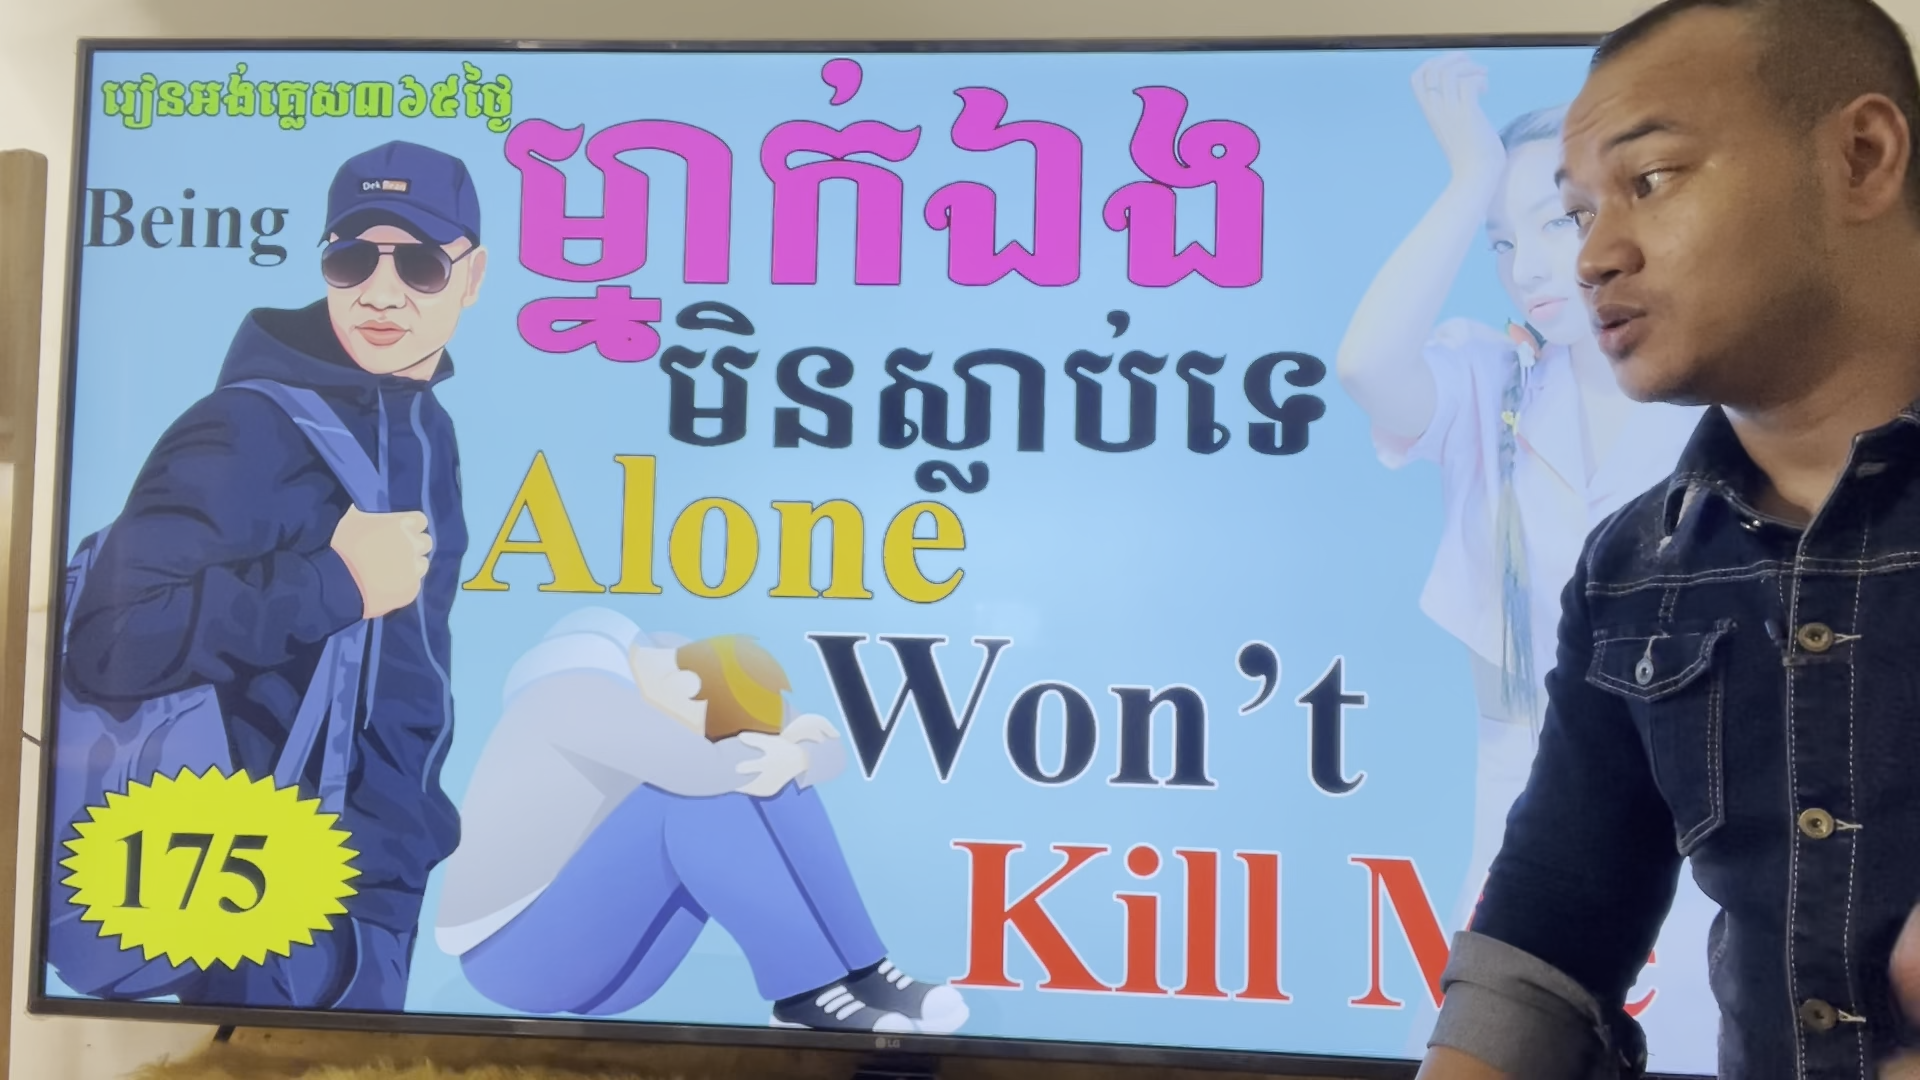 រៀនអង់គ្លេស៣៦៥ថ្ងៃ
Being
ម្នាក់ឯង
មិនស្លាប់ទេ
Alone
Won't
Kill
175
LG